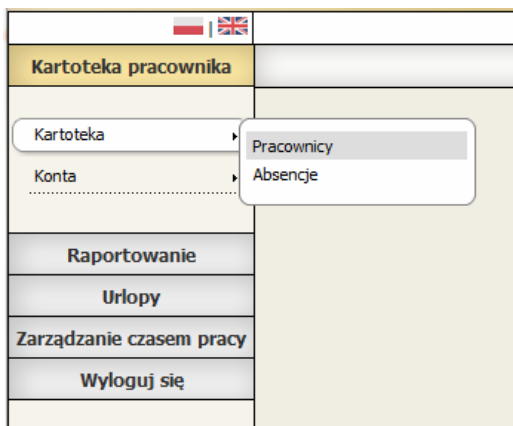 |
Kartoteka pracownika
Kartoteka
Pracownicy
Absencje
Konta
Raportowanie
Urlopy
Zarządzanie czasem pracy
Wyloguj się